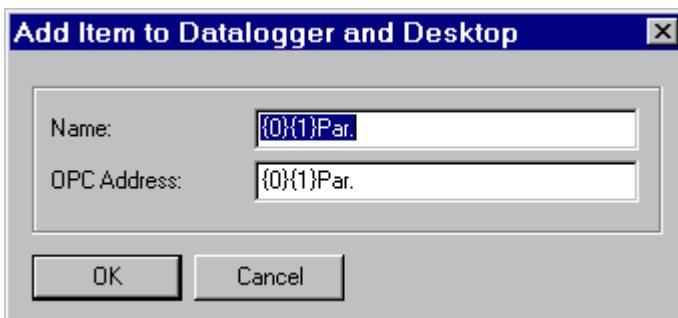 Add Item to Datalogger and Desktop
Name: {0}{1}Par.
OPC Address: {0}{1}Par.
OK Cancel